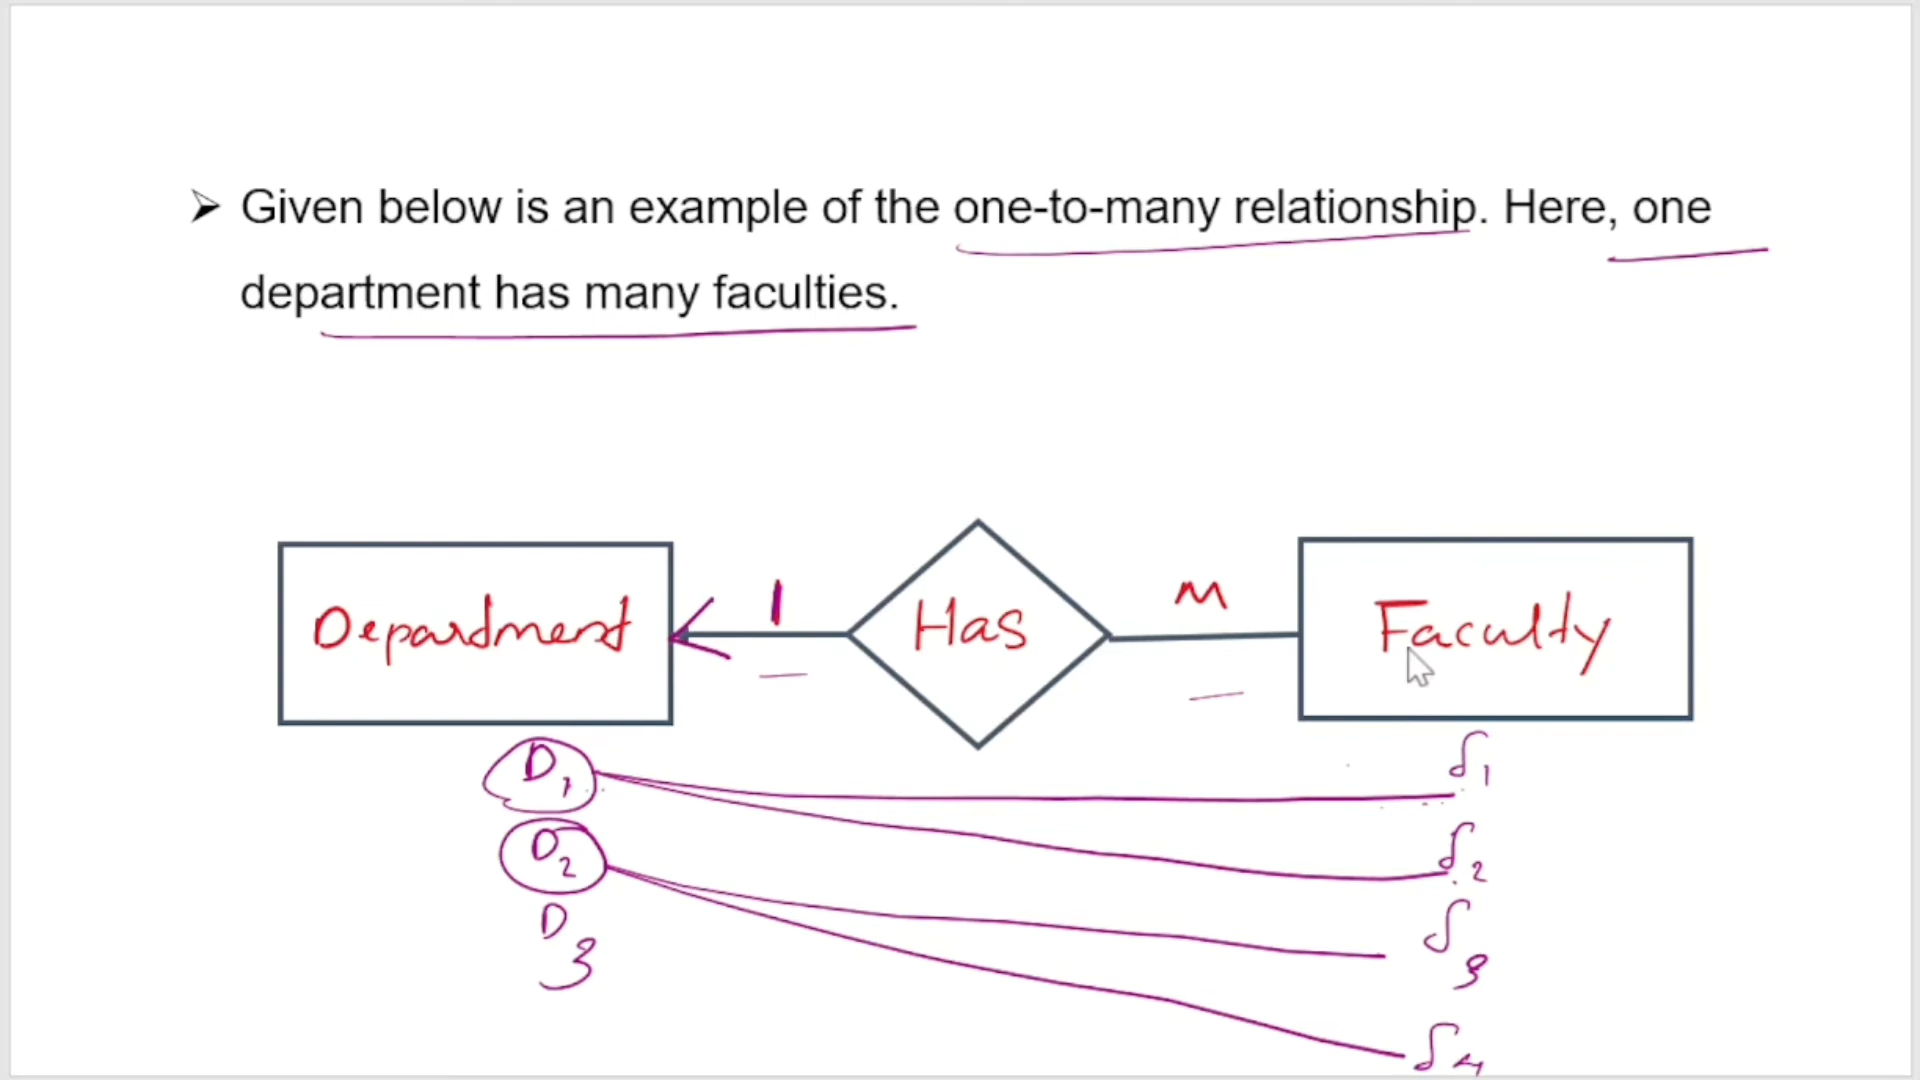 ➢ Given below is an example of the one-to-many relationship. Here, one
department has many faculties.
Department 1 Has M Faculty
D1 f1
D2 f2
D3 f3
f4